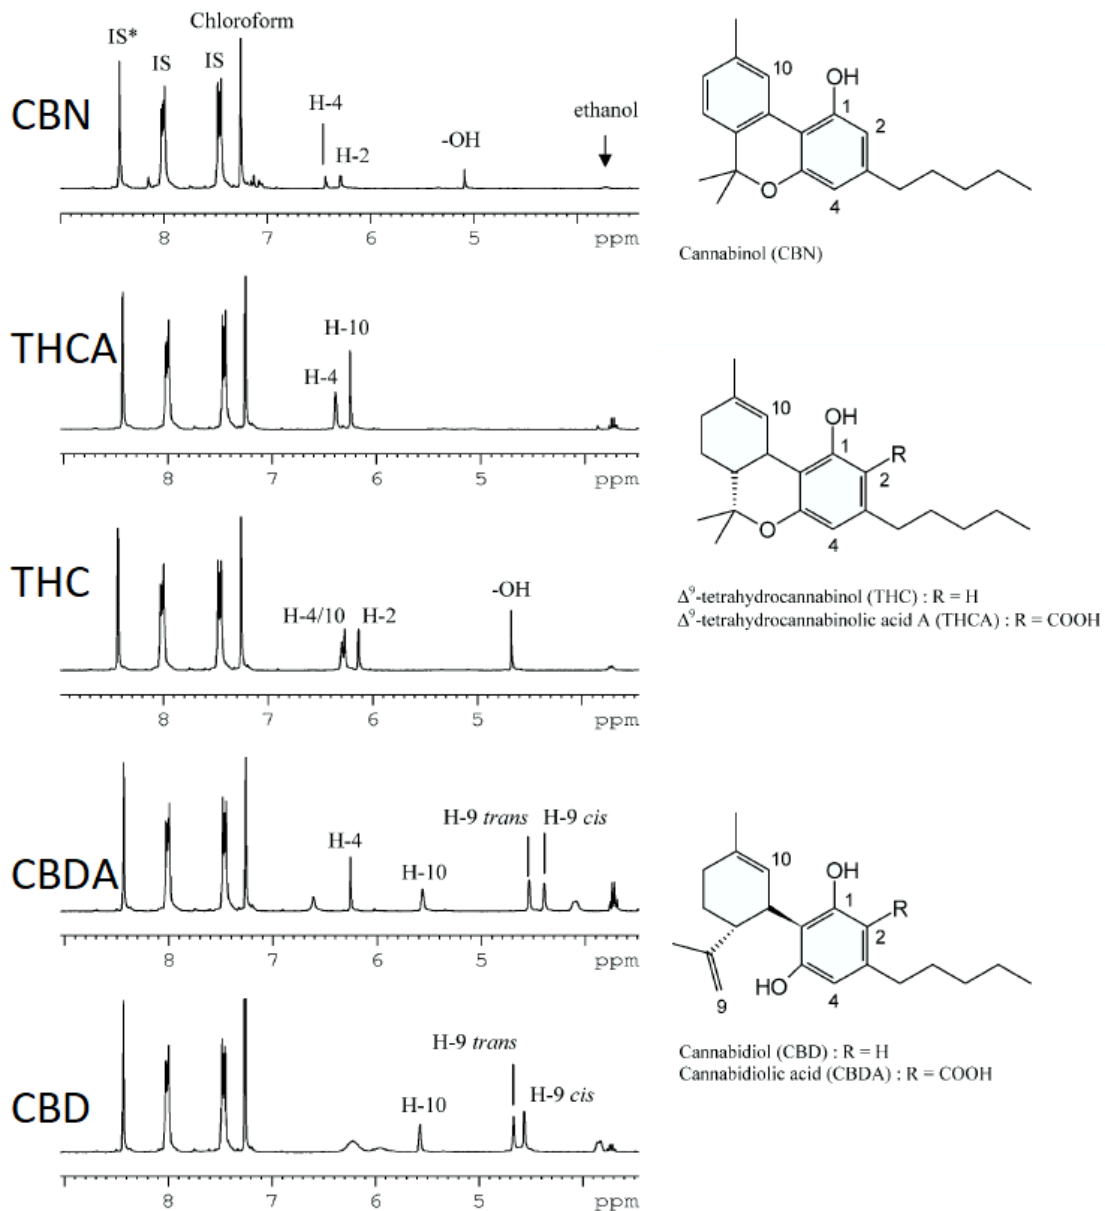 IS*
IS
IS
Chloroform
CBN
H-4
H-2
-OH
ethanol
8
7
6
5
ppm
10
OH
1
2
O
4
Cannabinol (CBN)
THCA
H-4
H-10
8
7
6
5
ppm
10
OH
1
R
2
O
4
Δ⁹-tetrahydrocannabinol (THC) : R = H
Δ⁹-tetrahydrocannabinolic acid A (THCA) : R = COOH
THC
H-4/10
H-2
-OH
8
7
6
5
ppm
CBDA
H-4
H-10
H-9 trans
H-9 cis
8
7
6
5
ppm
10
OH
1
R
2
HO
4
9
Cannabidiol (CBD) : R = H
Cannabidiolic acid (CBDA) : R = COOH
CBD
H-10
H-9 trans
H-9 cis
8
7
6
5
ppm